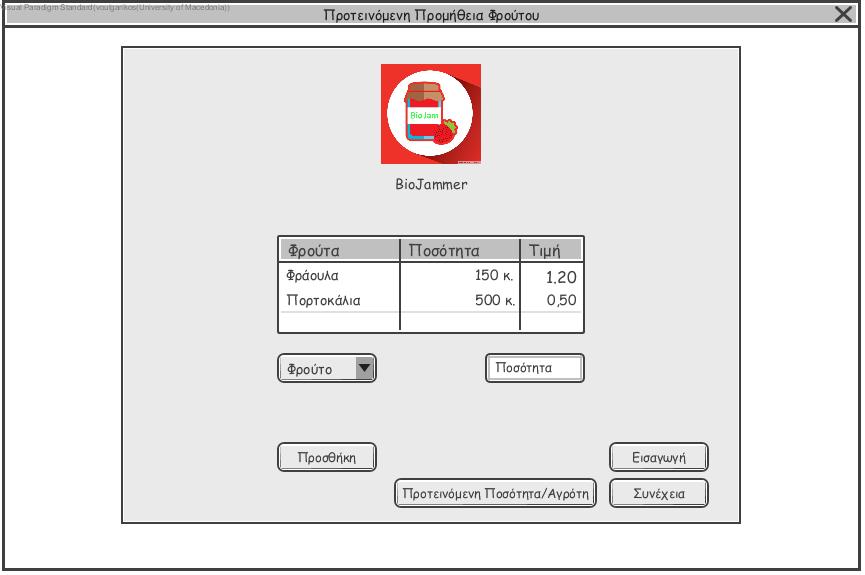 Visual Paradigm Standard(voulgarikos(University of Macedonia))
Προτεινόμενη Προμήθεια Φρούτου
BioJam
BioJammer
Φρούτα Ποσότητα Τιμή
Φράουλα 150 κ. 1.20
Πορτοκάλια 500 κ. 0,50
Φρούτο Ποσότητα
Προσθήκη Εισαγωγή
Προτεινόμενη Ποσότητα/Αγρότη Συνέχεια